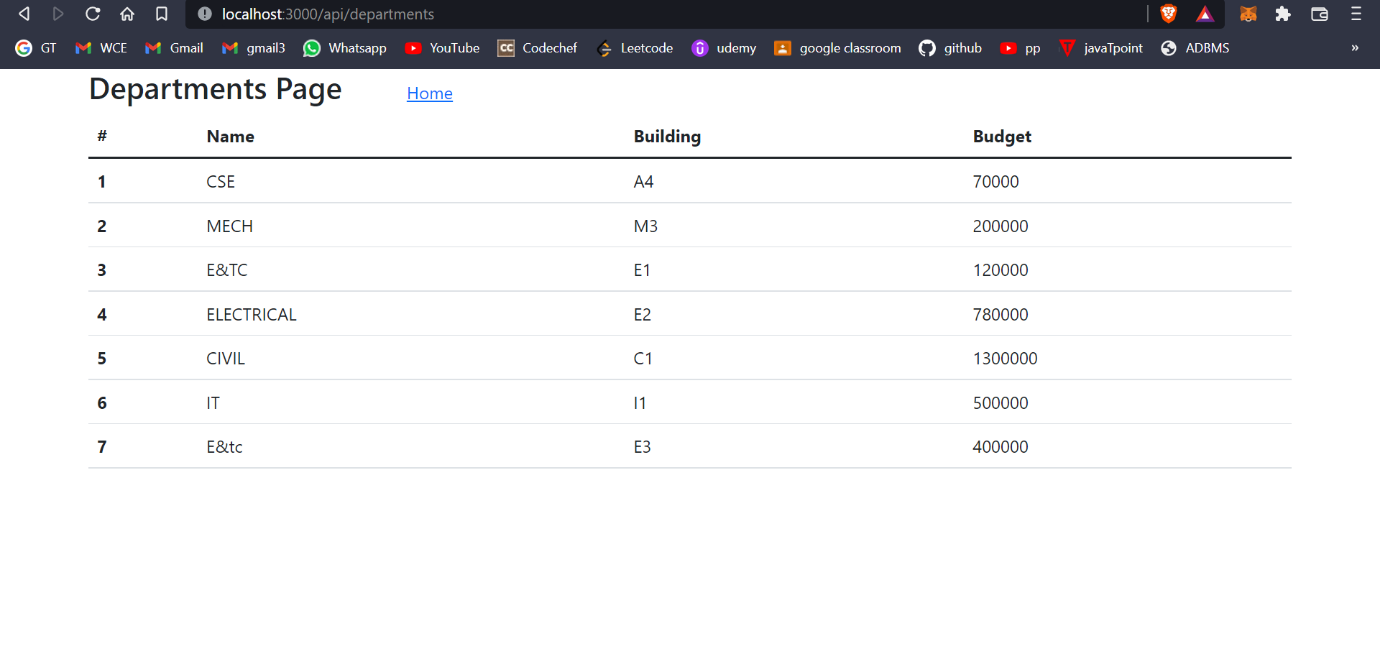 localhost:3000/api/departments
GT WCE Gmail gmail3 Whatsapp YouTube CC Codechef Leetcode udemy google classroom github pp javaTpoint ADBMS »
Departments Page Home
# Name Building Budget
1 CSE A4 70000
2 MECH M3 200000
3 E&TC E1 120000
4 ELECTRICAL E2 780000
5 CIVIL C1 1300000
6 IT I1 500000
7 E&tc E3 400000